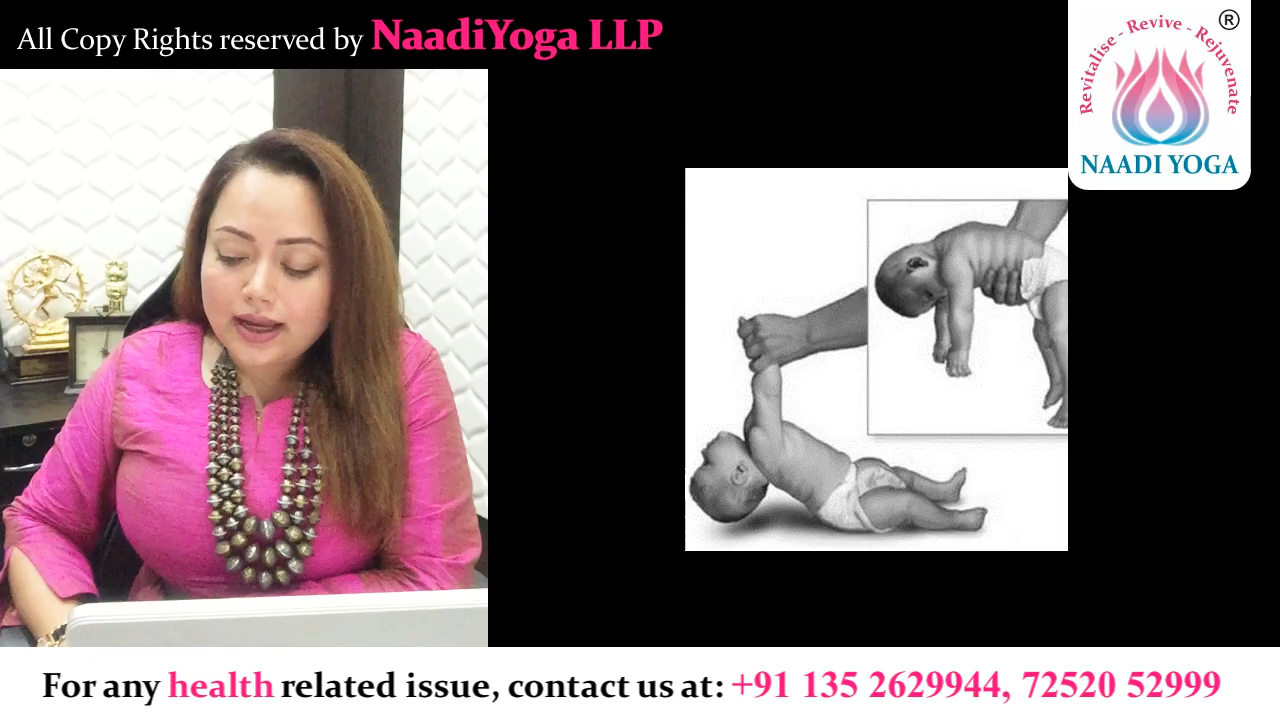 All Copy Rights reserved by NaadiYoga LLP
®
Revitalise - Revive - Rejuvenate
NAADI YOGA
For any health related issue, contact us at: +91 135 2629944, 72520 52999